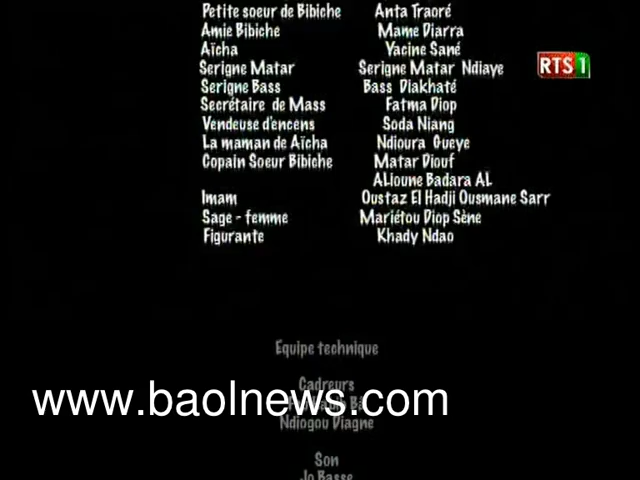 Petite soeur de Bibiche Anta Traoré
Amie Bibiche Mame Diarra
Aïcha Yacine Sané
Serigne Matar Serigne Matar Ndiaye
RTS1
Serigne Bass Bass Diakhaté
Secrétaire de Mass Fatma Diop
Vendeuse d'encens Soda Niang
La maman de Aïcha Ndioura Gueye
Copain Soeur Bibiche Matar Diouf
ALioune Badara AL
Imam Oustaz El Hadji Ousmane Sarr
Sage - femme Mariétou Diop Sène
Figurante Khady Ndao
Equipe technique
Cadreurs
www.baolnews.com
Ndiogou Diagne
Son
Jo Basse